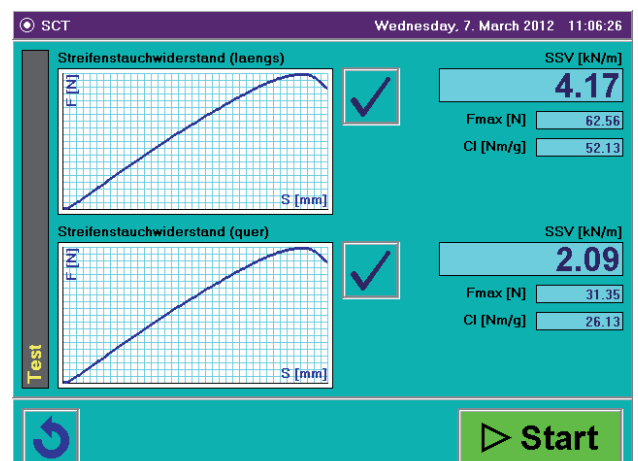 SCT
Wednesday, 7. March 2012 11:06:26
Streifenstauchwiderstand (laengs)
F [N]
S [mm]
SSV [kN/m]
4.17
Fmax [N] 62.56
CI [Nm/g] 52.13
Streifenstauchwiderstand (quer)
F [N]
S [mm]
SSV [kN/m]
2.09
Fmax [N] 31.35
CI [Nm/g] 26.13
Test
Start